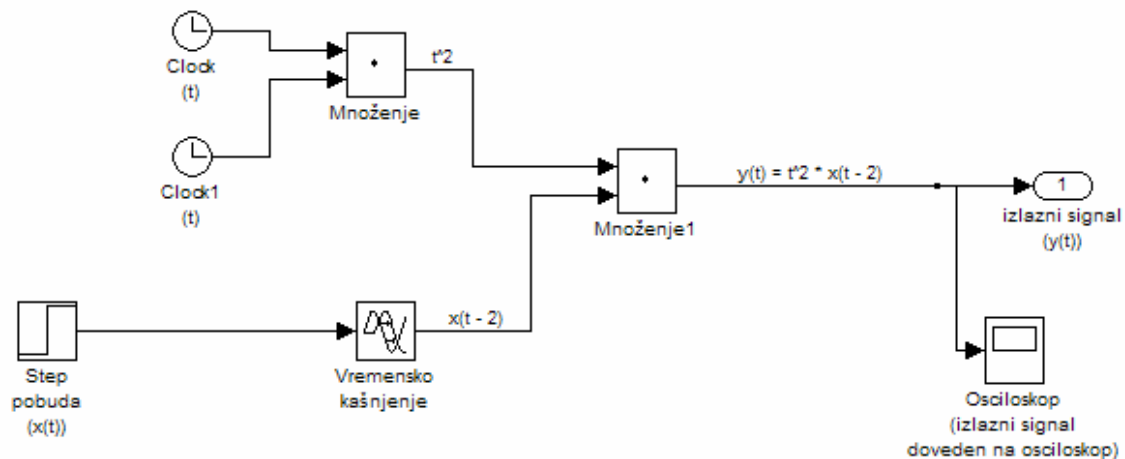 Clock
(t)
t^2
Množenje
Clock1
(t)
y(t) = t^2 * x(t - 2)
1
Množenje1
izlazni signal
(y(t))
x(t - 2)
Step
pobuda
(x(t))
Vremensko
kašnjenje
Osciloskop
(izlazni signal
doveden na osciloskop)